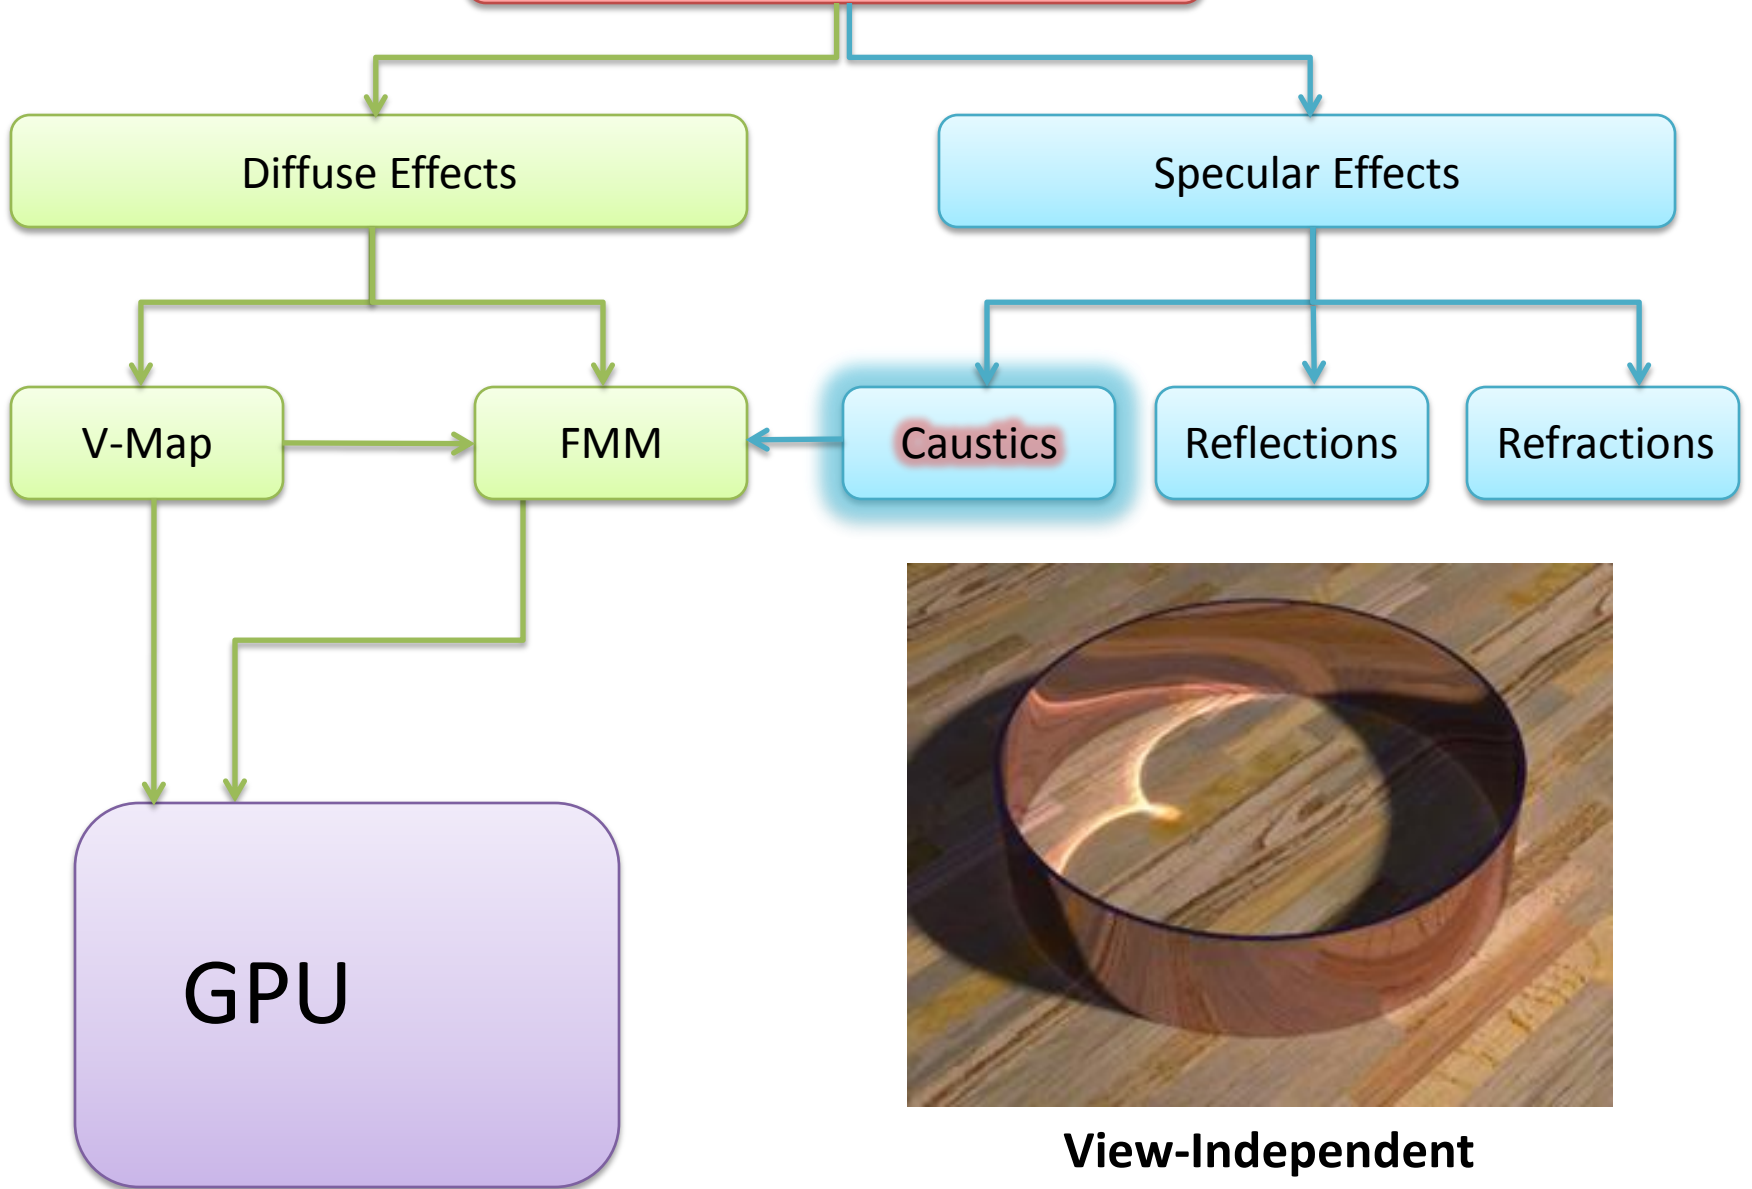 Diffuse Effects
Specular Effects
V-Map
FMM
Caustics
Reflections
Refractions
GPU
View-Independent